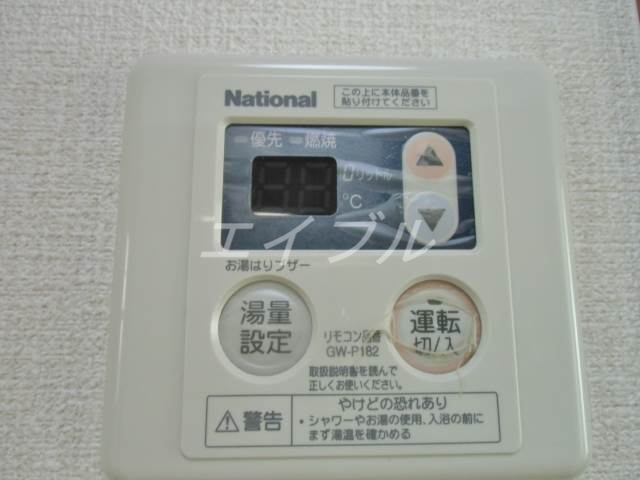 National
この上に本体品番を
貼り付けてください
優先 燃焼
0リットル
℃
エイブル
お湯はりブザー
湯量
設定
運転
切/入
リモコン品番
GW-P182
取扱説明書を読んで
正しくお使いください。
警告
やけどの恐れあり
・シャワーやお湯の使用、入浴の前に
まず湯温を確かめる